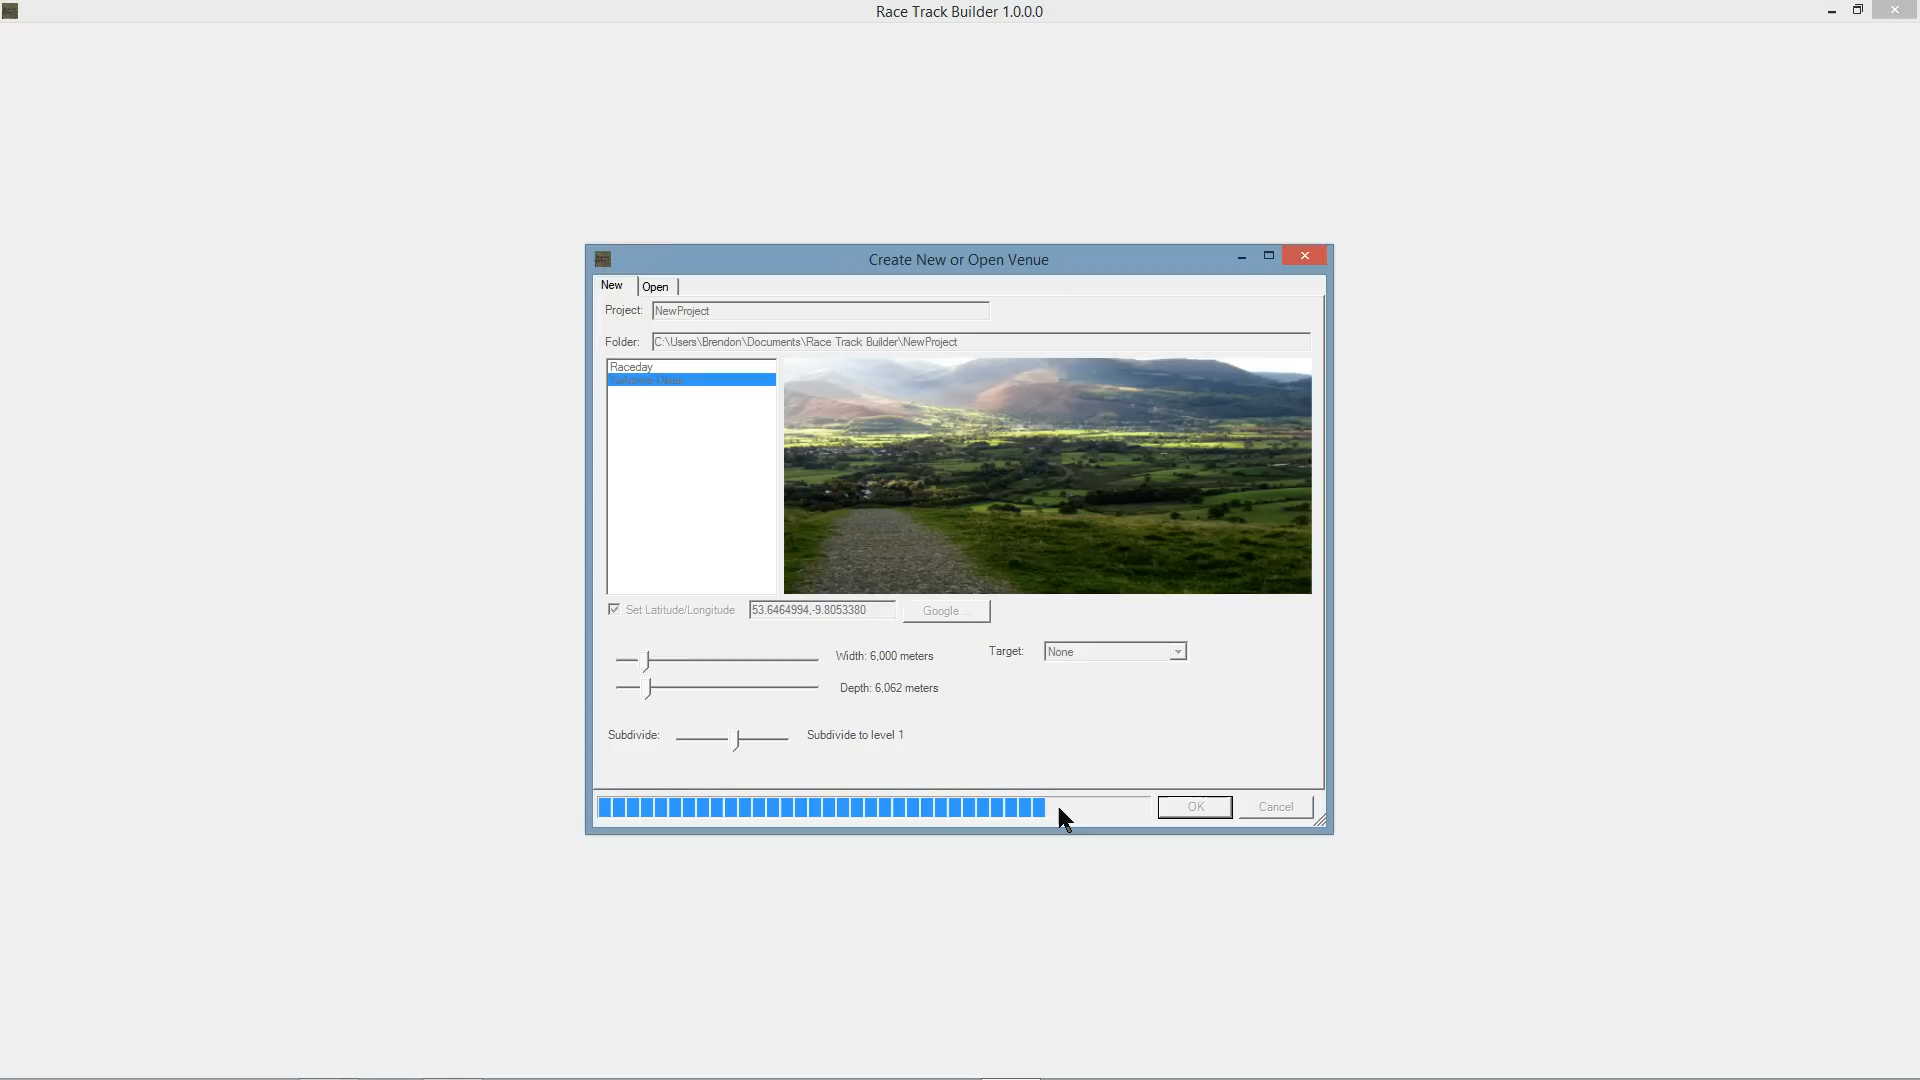 Race Track Builder 1.0.0.0
Create New or Open Venue
New Open
Project: NewProject
Folder: C:\Users\Brendon\Documents\Race Track Builder\NewProject
Raceday
Set Latitude/Longitude 53.6464994,-9.8053380 Google ...
Width: 6,000 meters Target: None
Depth: 6,062 meters
Subdivide: Subdivide to level 1
OK Cancel